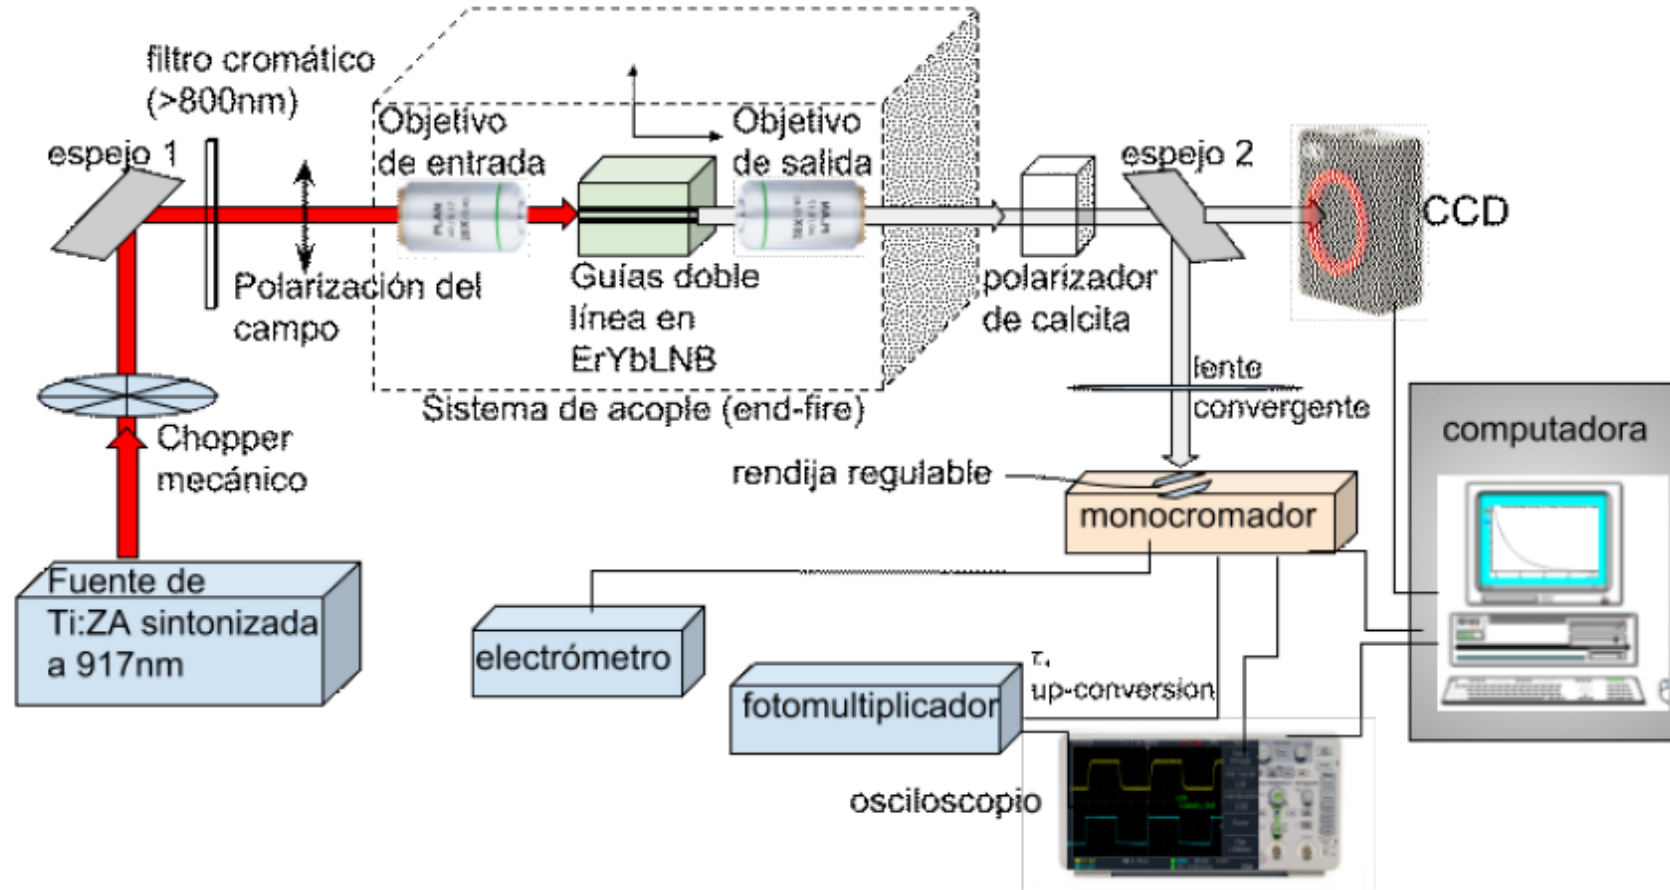 filtro cromático
(>800nm)
espejo 1
Objetivo
de entrada
Objetivo
de salida
espejo 2
CCD
Polarización del
campo
Guías doble
línea en
ErYbLNB
polarizador
de calcita
Sistema de acople (end-fire)
lente
convergente
Chopper
mecánico
rendija regulable
computadora
monocromador
Fuente de
Ti:ZA sintonizada
a 917nm
electrómetro
τ,
up-conversion
fotomultiplicador
osciloscopio